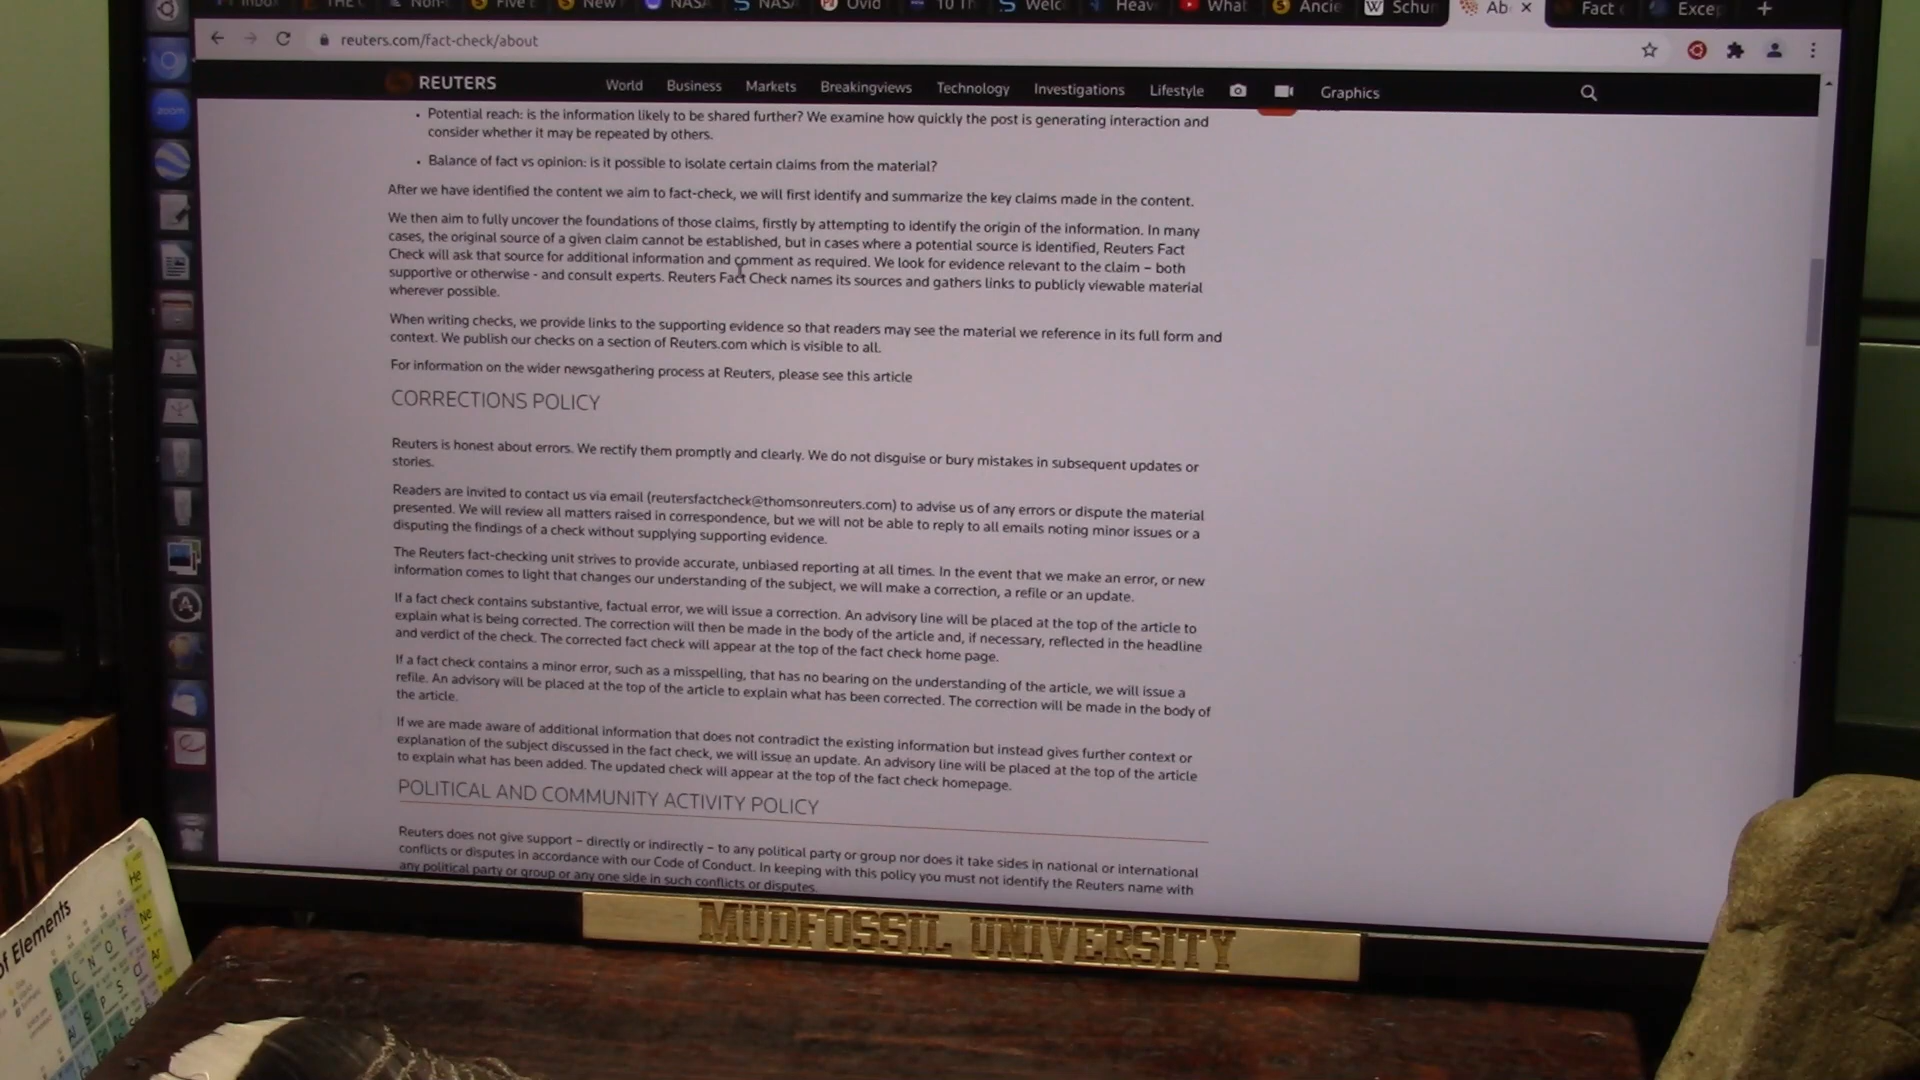 Inbo
THE
Non-
Five E
New
NASA
NASA
Ovid
10 Th
Welc
Heav
What
Ancie
W Schur
Ab
Fact
Excep
reuters.com/fact-check/about
REUTERS World Business Markets Breakingviews Technology Investigations Lifestyle Graphics
zoom
• Potential reach: is the information likely to be shared further? We examine how quickly the post is generating interaction and
consider whether it may be repeated by others.
• Balance of fact vs opinion: is it possible to isolate certain claims from the material?
After we have identified the content we aim to fact-check, we will first identify and summarize the key claims made in the content.
We then aim to fully uncover the foundations of those claims, firstly by attempting to identify the origin of the information. In many
cases, the original source of a given claim cannot be established, but in cases where a potential source is identified, Reuters Fact
Check will ask that source for additional information and comment as required. We look for evidence relevant to the claim – both
supportive or otherwise - and consult experts. Reuters Fact Check names its sources and gathers links to publicly viewable material
wherever possible.
When writing checks, we provide links to the supporting evidence so that readers may see the material we reference in its full form and
context. We publish our checks on a section of Reuters.com which is visible to all.
For information on the wider newsgathering process at Reuters, please see this article
CORRECTIONS POLICY
Reuters is honest about errors. We rectify them promptly and clearly. We do not disguise or bury mistakes in subsequent updates or
stories.
Readers are invited to contact us via email (reutersfactcheck@thomsonreuters.com) to advise us of any errors or dispute the material
presented. We will review all matters raised in correspondence, but we will not be able to reply to all emails noting minor issues or a
disputing the findings of a check without supplying supporting evidence.
The Reuters fact-checking unit strives to provide accurate, unbiased reporting at all times. In the event that we make an error, or new
information comes to light that changes our understanding of the subject, we will make a correction, a refile or an update.
If a fact check contains substantive, factual error, we will issue a correction. An advisory line will be placed at the top of the article to
explain what is being corrected. The correction will then be made in the body of the article and, if necessary, reflected in the headline
and verdict of the check. The corrected fact check will appear at the top of the fact check home page.
If a fact check contains a minor error, such as a misspelling, that has no bearing on the understanding of the article, we will issue a
refile. An advisory will be placed at the top of the article to explain what has been corrected. The correction will be made in the body of
the article.
If we are made aware of additional information that does not contradict the existing information but instead gives further context or
explanation of the subject discussed in the fact check, we will issue an update. An advisory line will be placed at the top of the article
to explain what has been added. The updated check will appear at the top of the fact check homepage.
POLITICAL AND COMMUNITY ACTIVITY POLICY
Reuters does not give support – directly or indirectly – to any political party or group nor does it take sides in national or international
conflicts or disputes in accordance with our Code of Conduct. In keeping with this policy you must not identify the Reuters name with
any political party or group or any one side in such conflicts or disputes.
MUDFOSSIL UNIVERSITY
of Elements
He
B C N O F Ne
Al Si P S Cl Ar